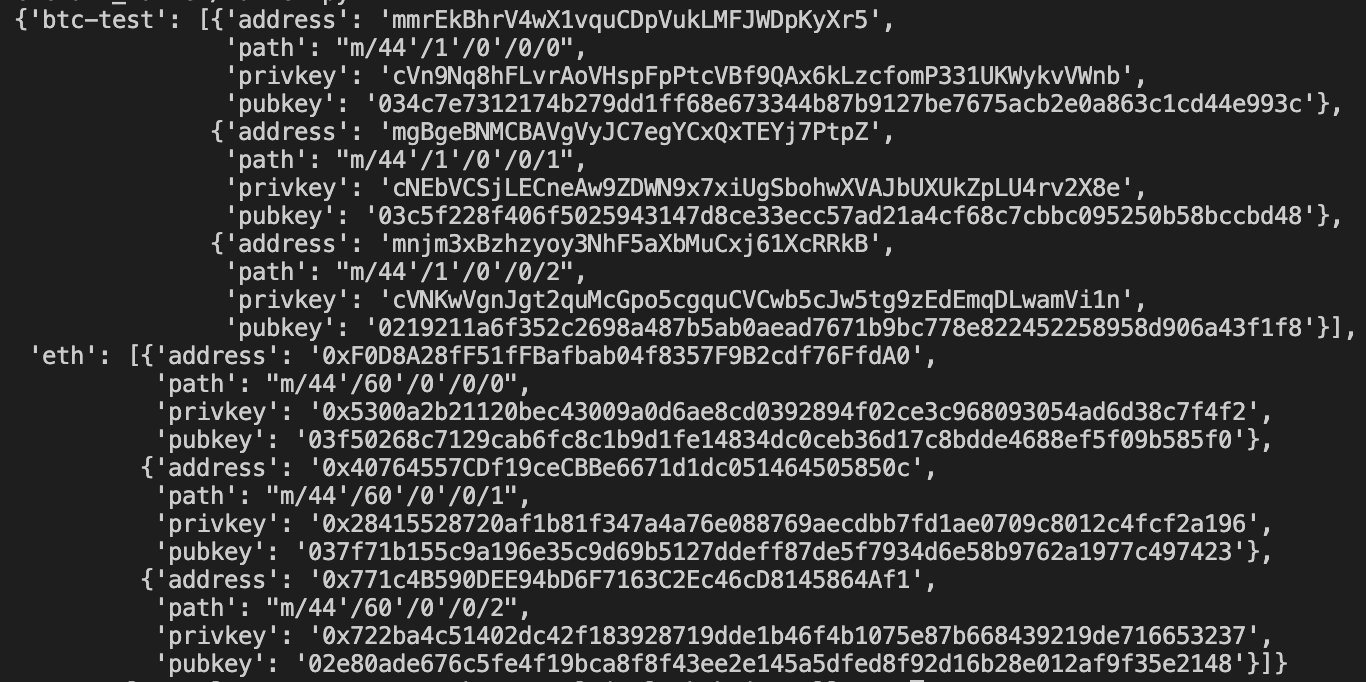 {'btc-test': [{'address': 'mmrEkBhrV4wX1vquCDpVukLMFJWDpKyXr5',
'path': "m/44'/1'/0'/0/0",
'privkey': 'cVn9Nq8hFLvrAoVHspFpPtcVBf9QAx6kLzcfomP331UKWykvVWnb',
'pubkey': '034c7e7312174b279dd1ff68e673344b87b9127be7675acb2e0a863c1cd44e993c'},
{'address': 'mgBgeBNMCBAVgVyJC7egYCxQxTEYj7PtpZ',
'path': "m/44'/1'/0'/0/1",
'privkey': 'cNEbVCSjLECneAw9ZDWN9x7xiUgSbohwXVAJbUXUkZpLU4rv2X8e',
'pubkey': '03c5f228f406f5025943147d8ce33ecc57ad21a4cf68c7cbbc095250b58bccbd48'},
{'address': 'mnjm3xBzhzyoy3NhF5aXbMuCxj61XcRRkB',
'path': "m/44'/1'/0'/0/2",
'privkey': 'cVNKwVgnJgt2quMcGpo5cgquCVCwb5cJw5tg9zEdEmqDLwamVi1n',
'pubkey': '0219211a6f352c2698a487b5ab0aead7671b9bc778e822452258958d906a43f1f8'}],
'eth': [{'address': '0xF0D8A28fF51fFBafbab04f8357F9B2cdf76FfdA0',
'path': "m/44'/60'/0'/0/0",
'privkey': '0x5300a2b21120bec43009a0d6ae8cd0392894f02ce3c968093054ad6d38c7f4f2',
'pubkey': '03f50268c7129cab6fc8c1b9d1fe14834dc0ceb36d17c8bdde4688ef5f09b585f0'},
{'address': '0x40764557CDf19ceCBBe6671d1dc051464505850c',
'path': "m/44'/60'/0'/0/1",
'privkey': '0x28415528720af1b81f347a4a76e088769aecdbb7fd1ae0709c8012c4fcf2a196',
'pubkey': '037f71b155c9a196e35c9d69b5127ddeff87de5f7934d6e58b9762a1977c497423'},
{'address': '0x771c4B590DEE94bD6F7163C2Ec46cD8145864Af1',
'path': "m/44'/60'/0'/0/2",
'privkey': '0x722ba4c51402dc42f183928719dde1b46f4b1075e87b668439219de716653237',
'pubkey': '02e80ade676c5fe4f19bca8f8f43ee2e145a5dfed8f92d16b28e012af9f35e2148'}]}